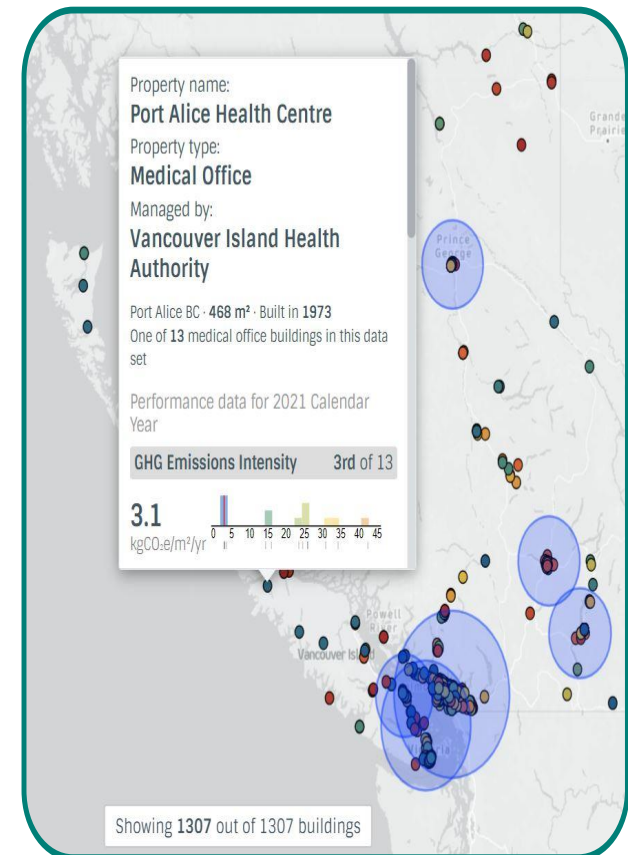 Property name:
Port Alice Health Centre
Property type:
Medical Office
Managed by:
Vancouver Island Health
Authority
Port Alice BC · 468 m² · Built in 1973
One of 13 medical office buildings in this data
set
Performance data for 2021 Calendar
Year
GHG Emissions Intensity 3rd of 13
3.1
kgCO₂e/m²/yr
0 5 10 15 20 25 30 35 40 45
Grande
Prairie
Prince
George
Powell
River
Vancouver Isl
Showing 1307 out of 1307 buildings